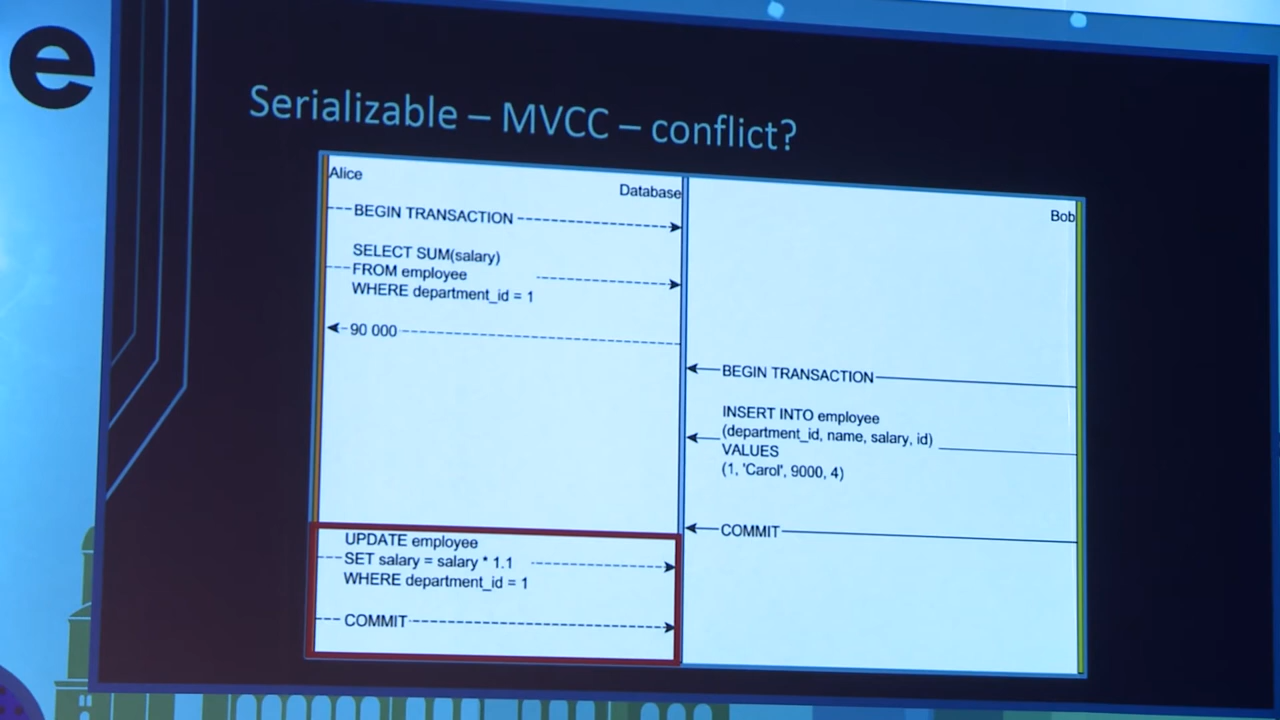 e
Serializable – MVCC – conflict?
Alice
Database
Bob
BEGIN TRANSACTION
SELECT SUM(salary)
FROM employee
WHERE department_id = 1
90 000
BEGIN TRANSACTION
INSERT INTO employee
(department_id, name, salary, id)
VALUES
(1, 'Carol', 9000, 4)
COMMIT
UPDATE employee
SET salary = salary * 1.1
WHERE department_id = 1
COMMIT